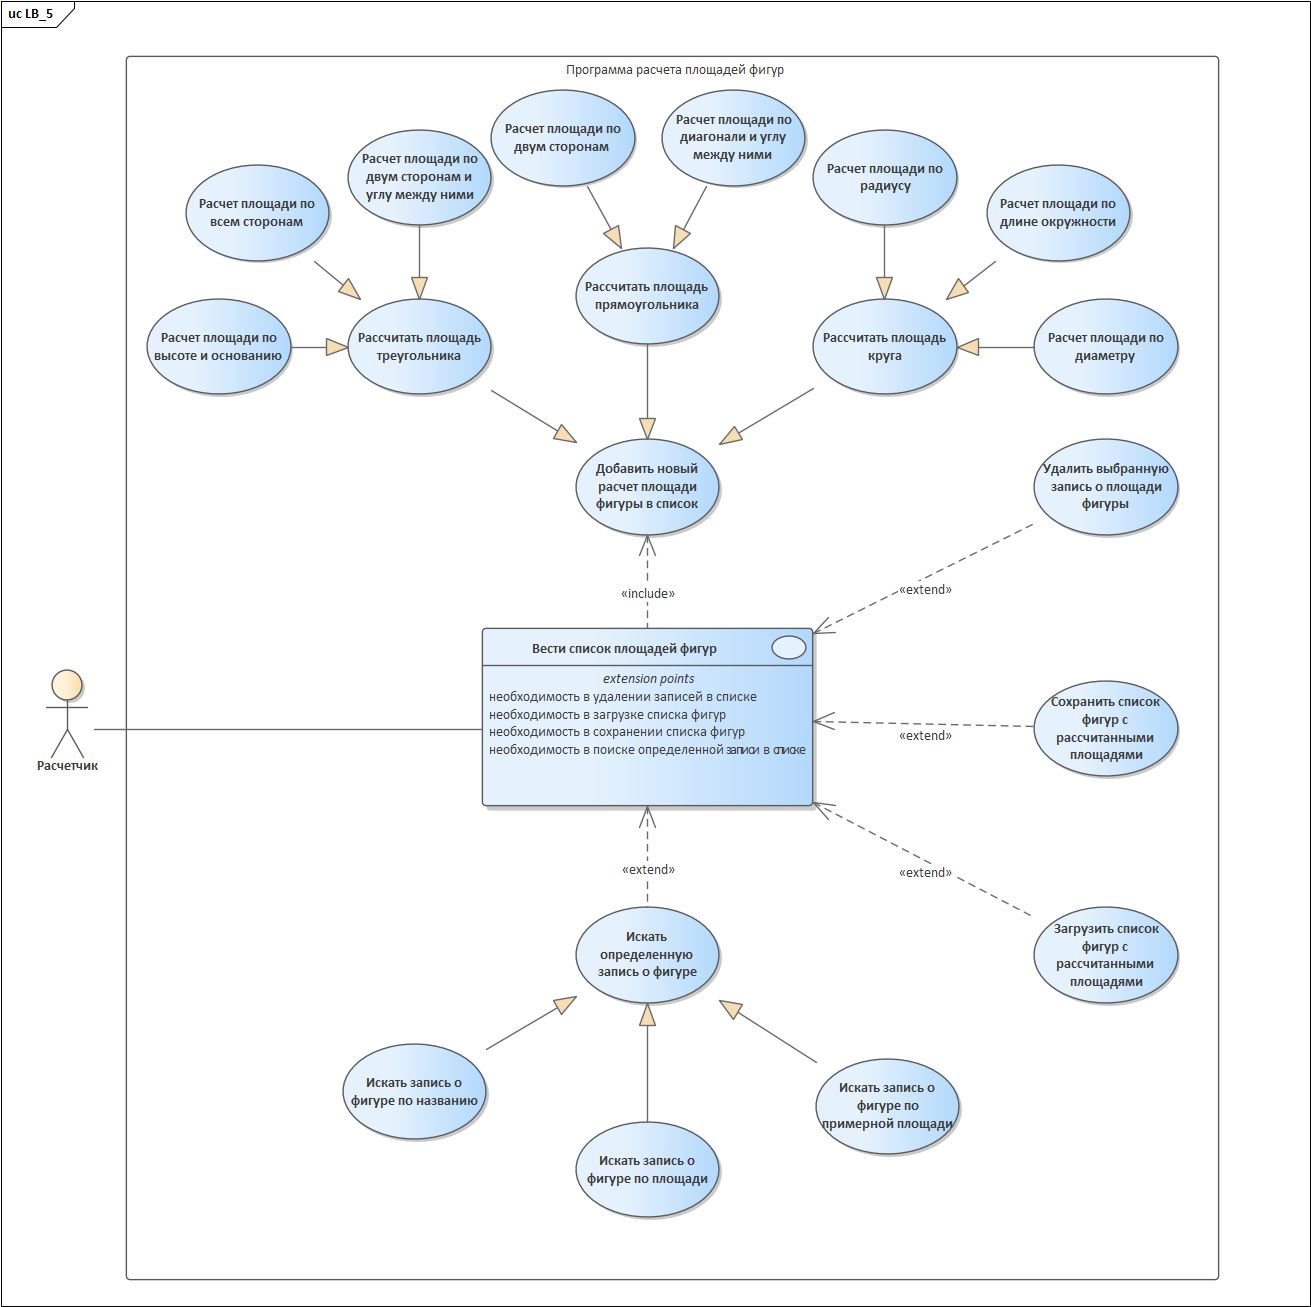 uc LB_5
Программа расчета площадей фигур
Расчет площади по
двум сторонам
Расчет площади по
диагонали и углу
между ними
Расчет площади по
двум сторонам и
углу между ними
Расчет площади по
радиусу
Расчет площади по
всем сторонам
Расчет площади по
длине окружности
Рассчитать площадь
прямоугольника
Расчет площади по
высоте и основанию
Рассчитать площадь
треугольника
Рассчитать площадь
круга
Расчет площади по
диаметру
Добавить новый
расчет площади
фигуры в список
Удалить выбранную
запись о площади
фигуры
«include»
«extend»
Вести список площадей фигур
extension points
необходимость в удалении записей в списке
необходимость в загрузке списка фигур
необходимость в сохранении списка фигур
необходимость в поиске определенной записи в списке
Сохранить список
фигур с
рассчитанными
площадями
«extend»
Расчетчик
«extend»
«extend»
Искать
определенную
запись о фигуре
Загрузить список
фигур с
рассчитанными
площадями
Искать запись о
фигуре по названию
Искать запись о
фигуре по
примерной площади
Искать запись о
фигуре по площади